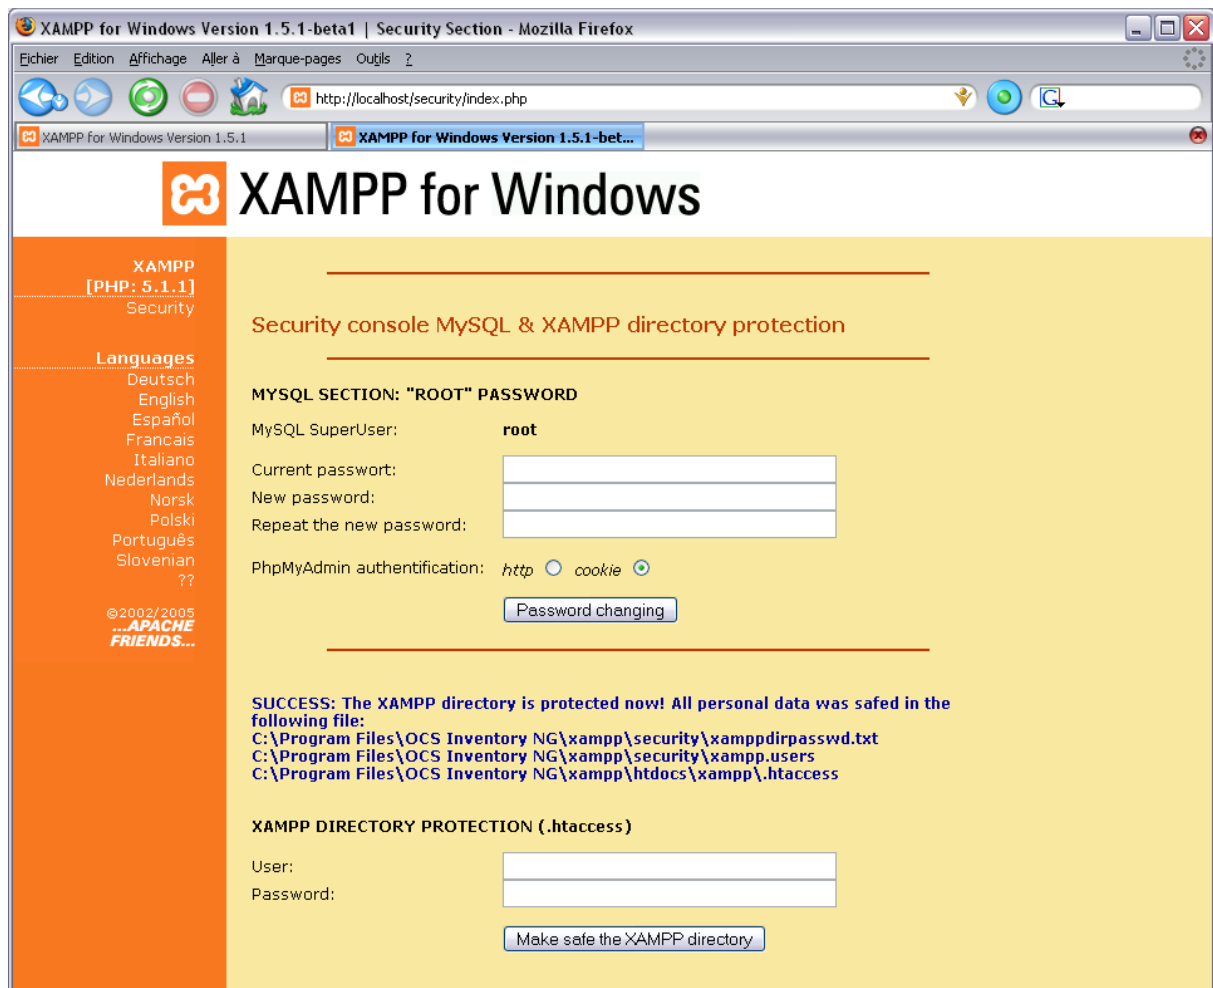 XAMPP for Windows Version 1.5.1-beta1 | Security Section - Mozilla Firefox
Fichier Edition Affichage Aller à Marque-pages Outils ?
http://localhost/security/index.php
G
XAMPP for Windows Version 1.5.1
XAMPP for Windows Version 1.5.1-bet...
XAMPP for Windows
XAMPP
[PHP: 5.1.1]
Security
Languages
Deutsch
English
Español
Francais
Italiano
Nederlands
Norsk
Polski
Português
Slovenian
??
©2002/2005
...APACHE
FRIENDS...
Security console MySQL & XAMPP directory protection
MYSQL SECTION: "ROOT" PASSWORD
MySQL SuperUser: root
Current passwort:
New password:
Repeat the new password:
PhpMyAdmin authentification: http cookie
Password changing
SUCCESS: The XAMPP directory is protected now! All personal data was safed in the
following file:
C:\Program Files\OCS Inventory NG\xampp\security\xamppdirpasswd.txt
C:\Program Files\OCS Inventory NG\xampp\security\xampp.users
C:\Program Files\OCS Inventory NG\xampp\htdocs\xampp\.htaccess
XAMPP DIRECTORY PROTECTION (.htaccess)
User:
Password:
Make safe the XAMPP directory